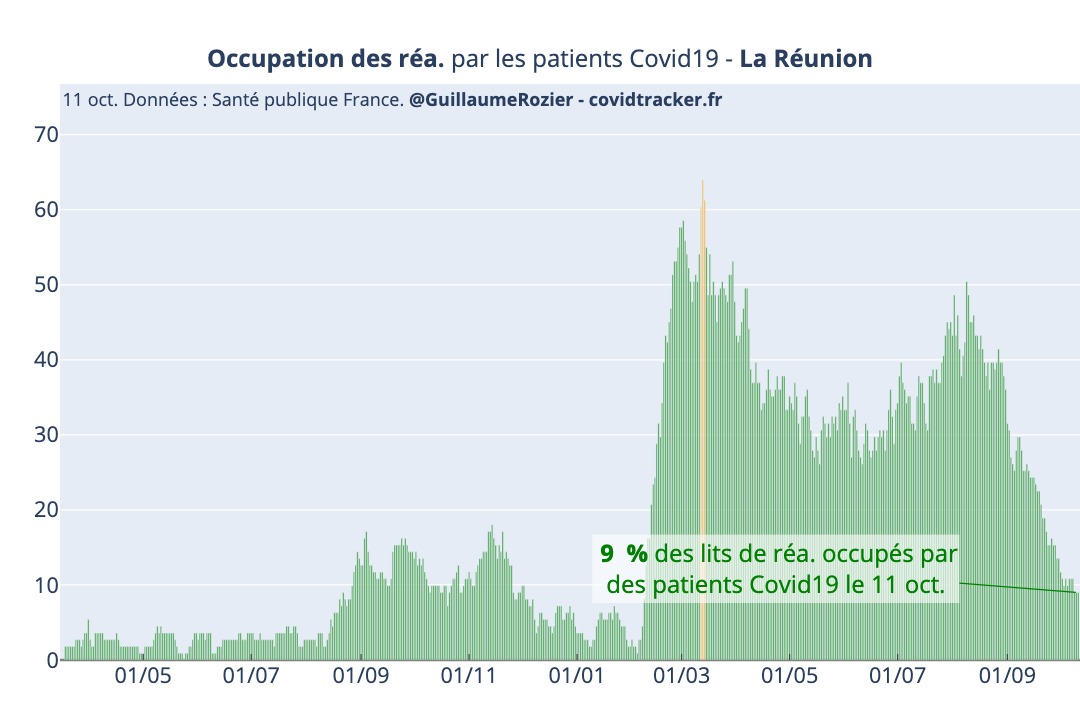 Occupation des réa. par les patients Covid19 - La Réunion
11 oct. Données : Santé publique France. @GuillaumeRozier - covidtracker.fr
70
60
50
40
30
20
10
0
9 % des lits de réa. occupés par
des patients Covid19 le 11 oct.
01/05 01/07 01/09 01/11 01/01 01/03 01/05 01/07 01/09